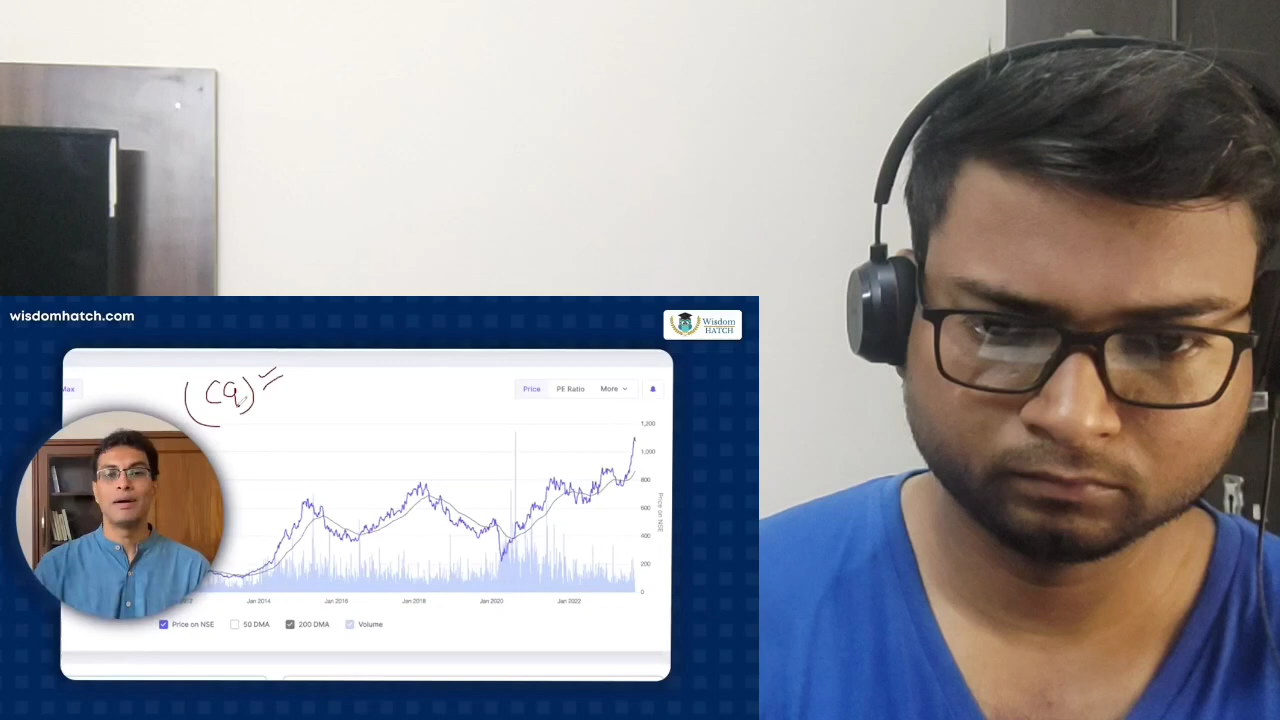 wisdomhatch.com
Wisdom
HATCH
Max
(CQ)
Price PE Ratio More
1,200
1,000
800
600
400
200
0
Price on NSE
Jan 2014 Jan 2016 Jan 2018 Jan 2020 Jan 2022
Price on NSE 50 DMA 200 DMA Volume